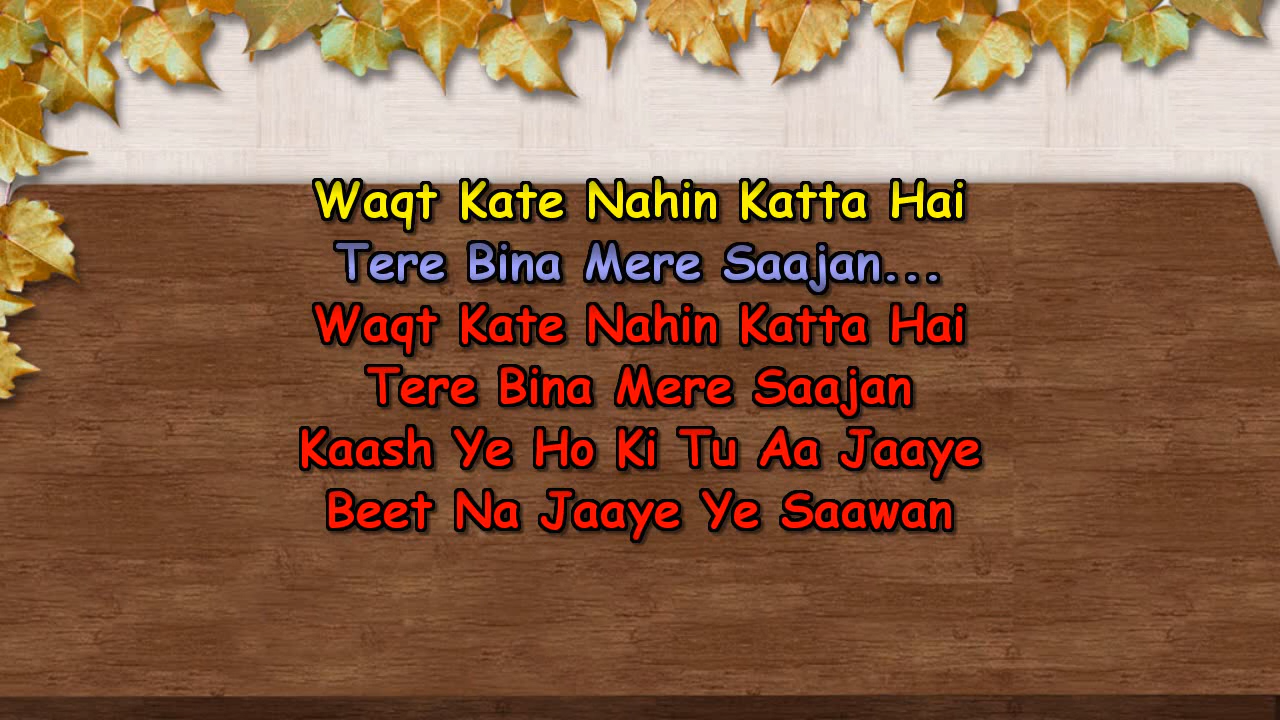 Waqt Kate Nahin Katta Hai
Tere Bina Mere Saajan...
Waqt Kate Nahin Katta Hai
Tere Bina Mere Saajan
Kaash Ye Ho Ki Tu Aa Jaaye
Beet Na Jaaye Ye Saawan